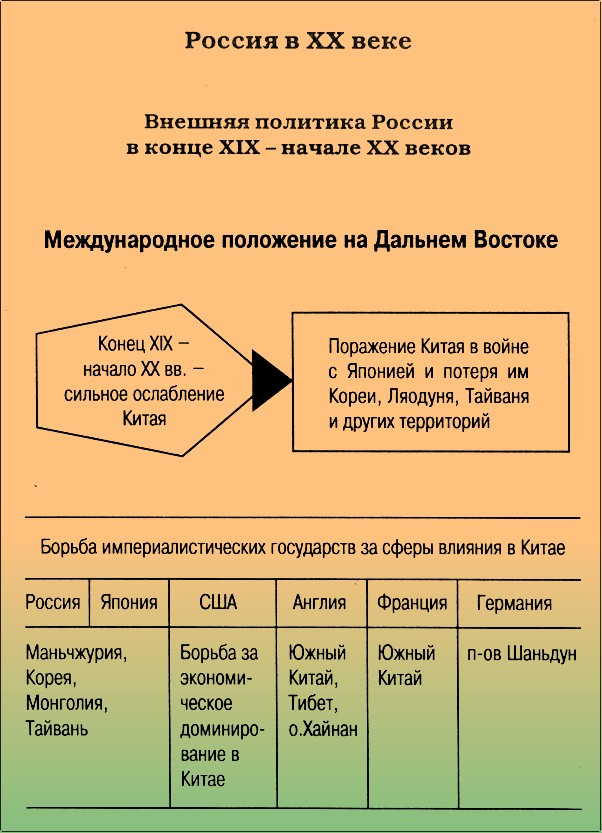 Россия в XX веке
Внешняя политика России
в конце XIX – начале XX веков
Международное положение на Дальнем Востоке
Конец XIX –
начало XX вв. –
сильное ослабление
Китая
Поражение Китая в войне
с Японией и потеря им
Кореи, Ляодуня, Тайваня
и других территорий
Борьба империалистических государств за сферы влияния в Китае
Россия Япония США Англия Франция Германия
Маньчжурия,
Корея,
Монголия,
Тайвань
Борьба за
экономи-
ческое
доминиро-
вание в
Китае
Южный
Китай,
Тибет,
о.Хайнан
Южный
Китай
п-ов Шаньдун